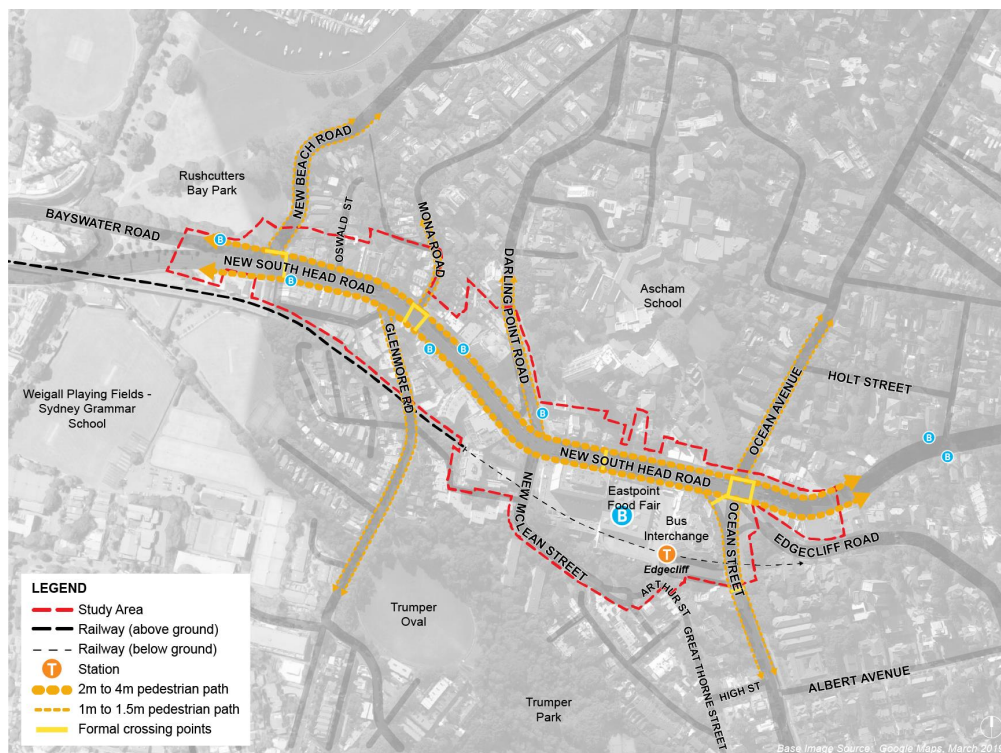 NEW BEACH ROAD
Rushcutters
Bay Park
OSWALD ST
MONA ROAD
BAYSWATER ROAD
B
NEW SOUTH HEAD ROAD
B
DARLING POINT ROAD
Ascham
School
GLENMORE RD
B
B
HOLT STREET
Weigall Playing Fields -
Sydney Grammar
School
OCEAN AVENUE
B
B
B
NEW SOUTH HEAD ROAD
NEW MCLEAN STREET
Eastpoint
Food Fair
B
Bus
Interchange
OCEAN STREET
EDGECLIFF ROAD
T
Edgecliff
ARTHUR ST
GREAT THORNE STREET
Trumper
Oval
HIGH ST
ALBERT AVENUE
Trumper
Park
LEGEND
Study Area
Railway (above ground)
Railway (below ground)
T Station
2m to 4m pedestrian path
1m to 1.5m pedestrian path
Formal crossing points
Base Image Source: Google Maps, March 201